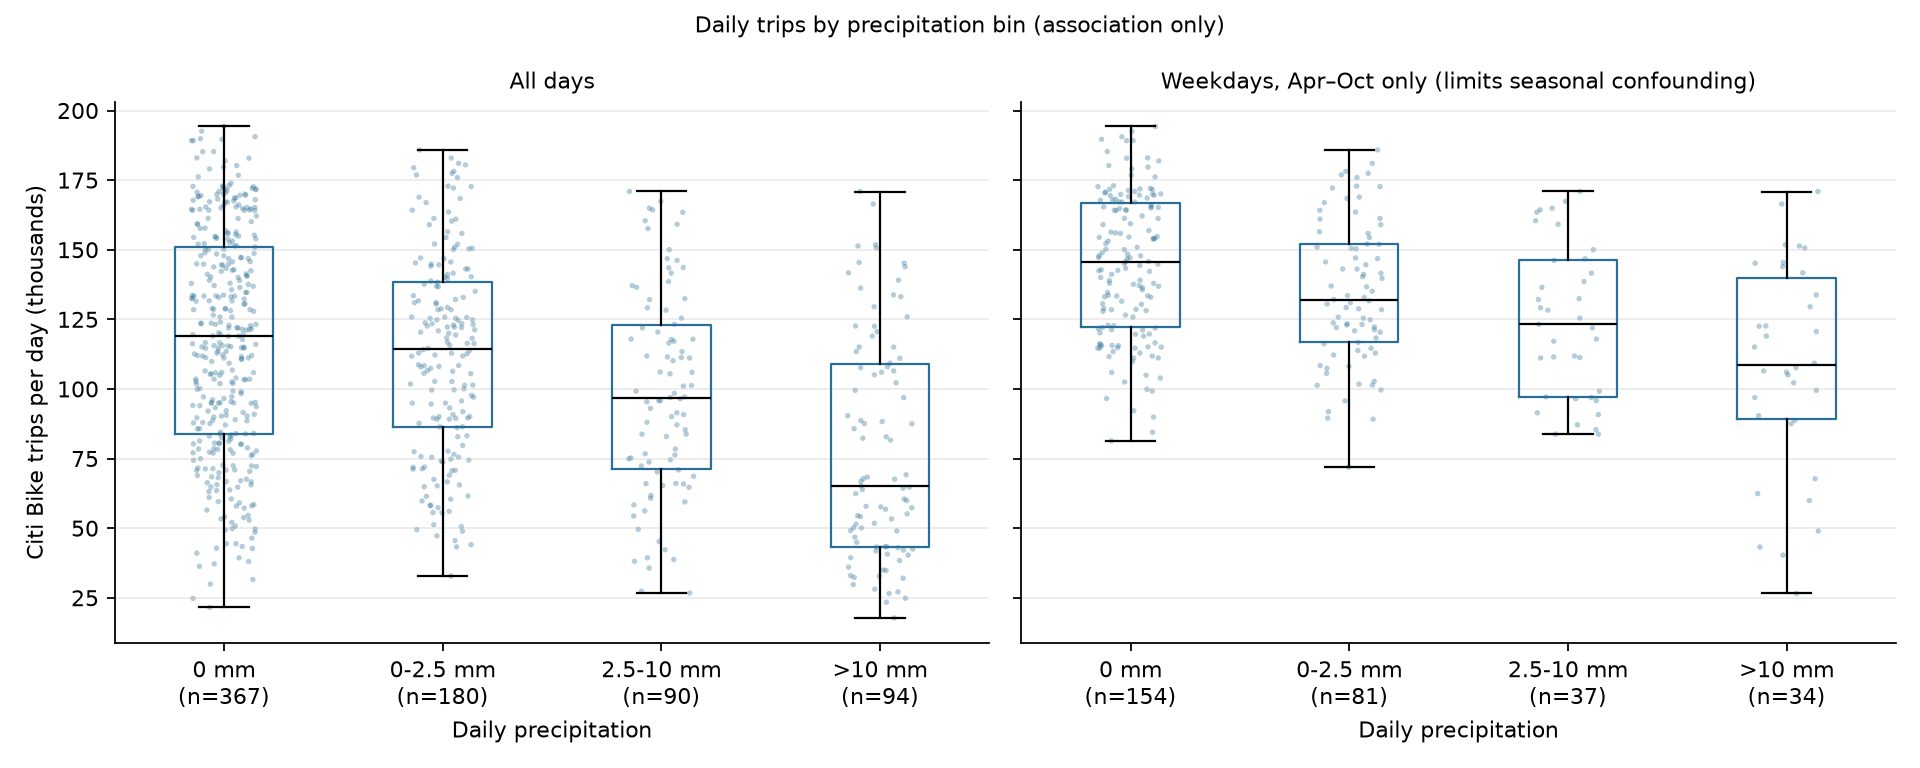 Daily trips by precipitation bin (association only)
All days
Weekdays, Apr–Oct only (limits seasonal confounding)
Citi Bike trips per day (thousands)
200
175
150
125
100
75
50
25
0 mm
(n=367)
0-2.5 mm
(n=180)
2.5-10 mm
(n=90)
>10 mm
(n=94)
Daily precipitation
0 mm
(n=154)
0-2.5 mm
(n=81)
2.5-10 mm
(n=37)
>10 mm
(n=34)
Daily precipitation